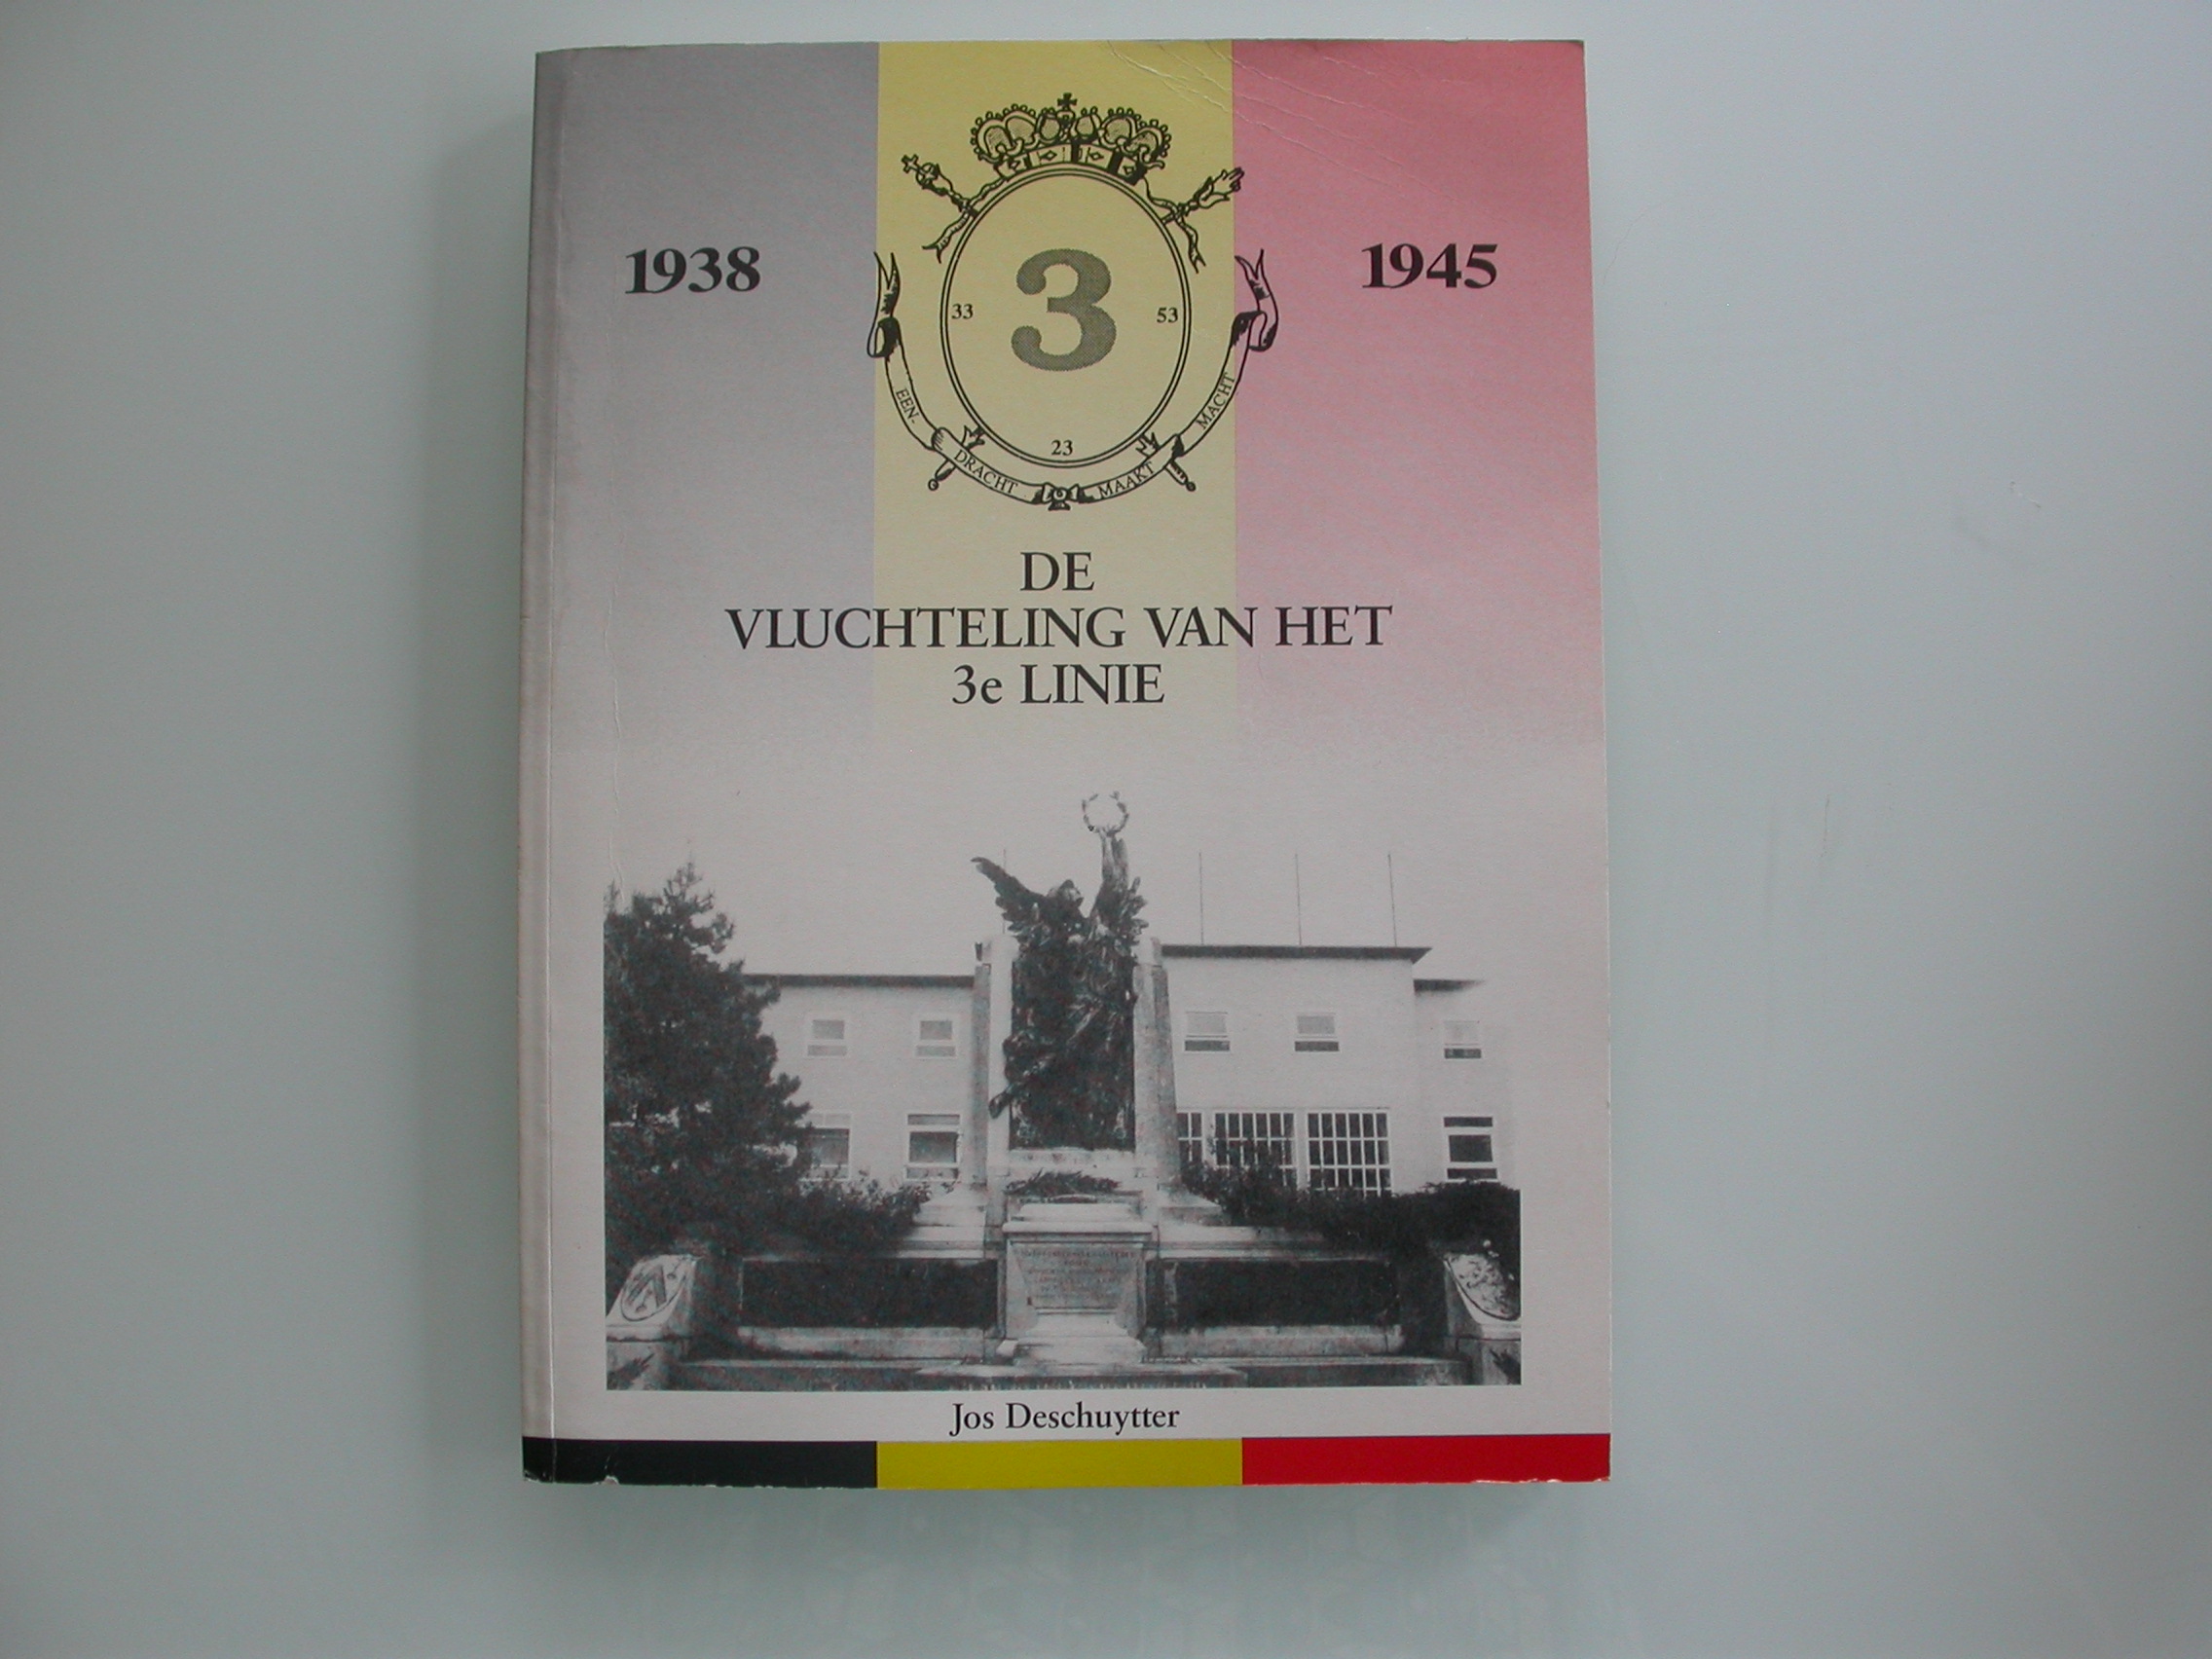 1938
1945
3
33
53
23
EEN-
DRACHT
MAAKT
MACHT
DE
VLUCHTELING VAN HET
3e LINIE
Jos Deschuytter